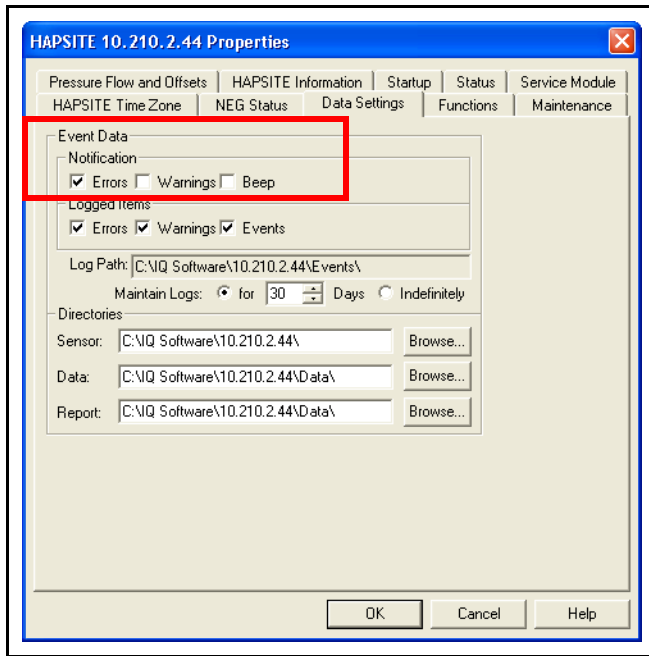 HAPSITE 10.210.2.44 Properties
Pressure Flow and Offsets HAPSITE Information Startup Status Service Module
HAPSITE Time Zone NEG Status Data Settings Functions Maintenance
Event Data
Notification
Errors Warnings Beep
Logged Items
Errors Warnings Events
Log Path: C:\IQ Software\10.210.2.44\Events\
Maintain Logs: for 30 Days Indefinitely
Directories
Sensor: C:\IQ Software\10.210.2.44\ Browse...
Data: C:\IQ Software\10.210.2.44\Data\ Browse...
Report: C:\IQ Software\10.210.2.44\Data\ Browse...
OK Cancel Help